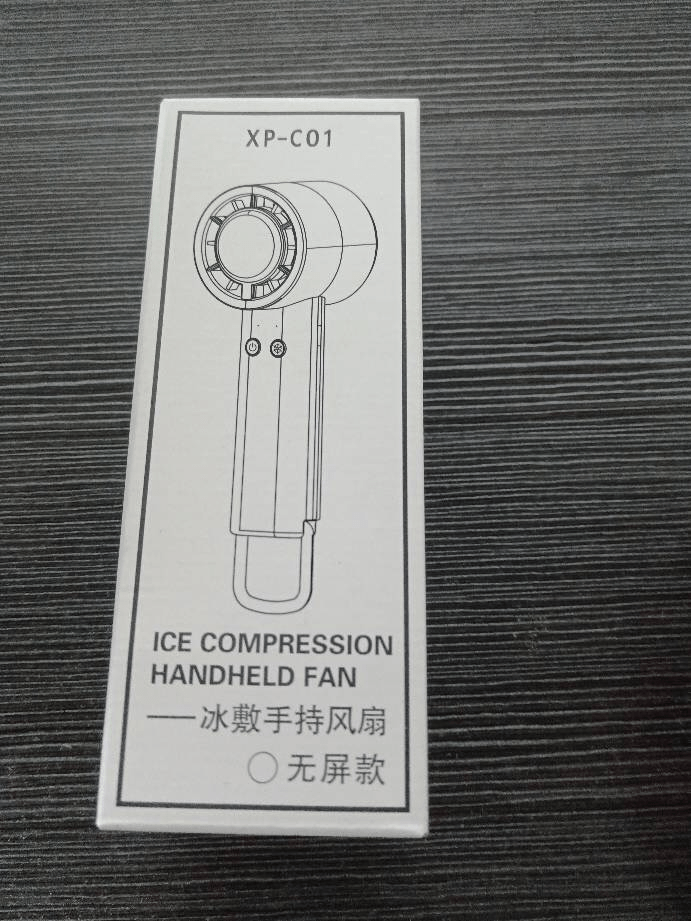 XP-C01
ICE COMPRESSION
HANDHELD FAN
——冰敷手持风扇
○无屏款